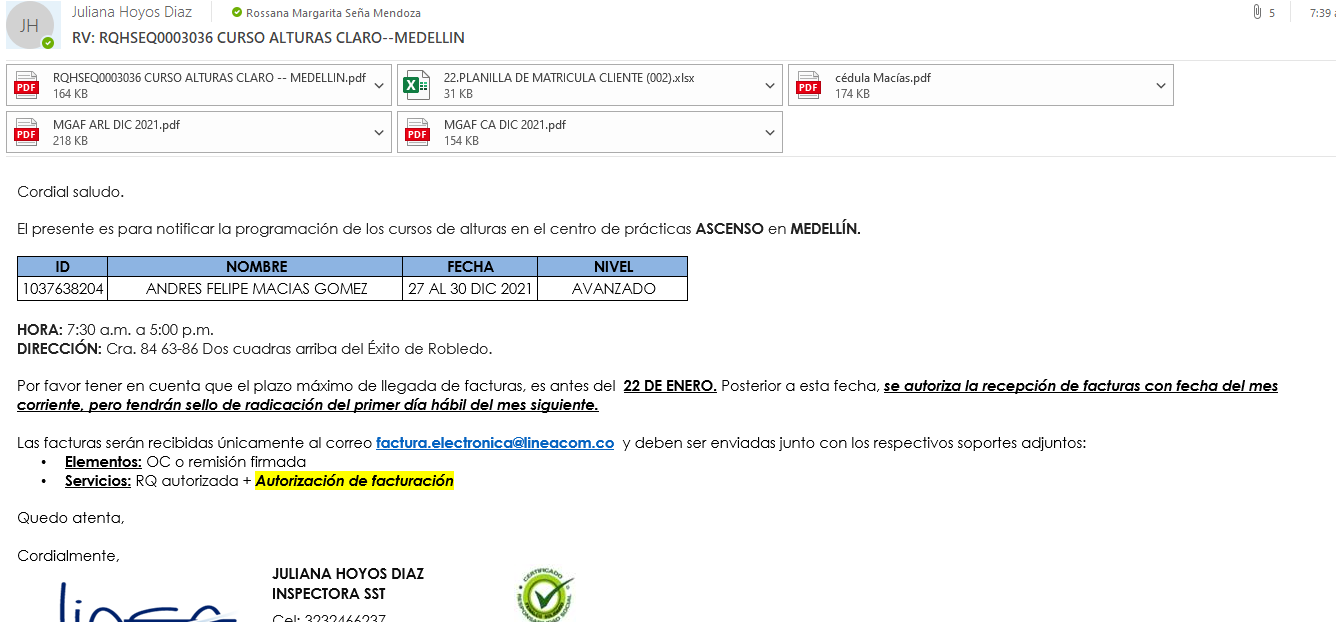 JH
Juliana Hoyos Diaz
Rossana Margarita Seña Mendoza
5
7:39
RV: RQHSEQ0003036 CURSO ALTURAS CLARO--MEDELLIN
PDF
RQHSEQ0003036 CURSO ALTURAS CLARO -- MEDELLIN.pdf
164 KB
22.PLANILLA DE MATRICULA CLIENTE (002).xlsx
31 KB
PDF
cédula Macías.pdf
174 KB
PDF
MGAF ARL DIC 2021.pdf
218 KB
PDF
MGAF CA DIC 2021.pdf
154 KB
Cordial saludo.
El presente es para notificar la programación de los cursos de alturas en el centro de prácticas ASCENSO en MEDELLÍN.
ID NOMBRE FECHA NIVEL
1037638204 ANDRES FELIPE MACIAS GOMEZ 27 AL 30 DIC 2021 AVANZADO
HORA: 7:30 a.m. a 5:00 p.m.
DIRECCIÓN: Cra. 84 63-86 Dos cuadras arriba del Éxito de Robledo.
Por favor tener en cuenta que el plazo máximo de llegada de facturas, es antes del 22 DE ENERO. Posterior a esta fecha, se autoriza la recepción de facturas con fecha del mes
corriente, pero tendrán sello de radicación del primer día hábil del mes siguiente.
Las facturas serán recibidas únicamente al correo factura.electronica@lineacom.co y deben ser enviadas junto con los respectivos soportes adjuntos:
• Elementos: OC o remisión firmada
• Servicios: RQ autorizada + Autorización de facturación
Quedo atenta,
Cordialmente,
JULIANA HOYOS DIAZ
INSPECTORA SST
Cel: 3232466237
linea
CERTIFICADO